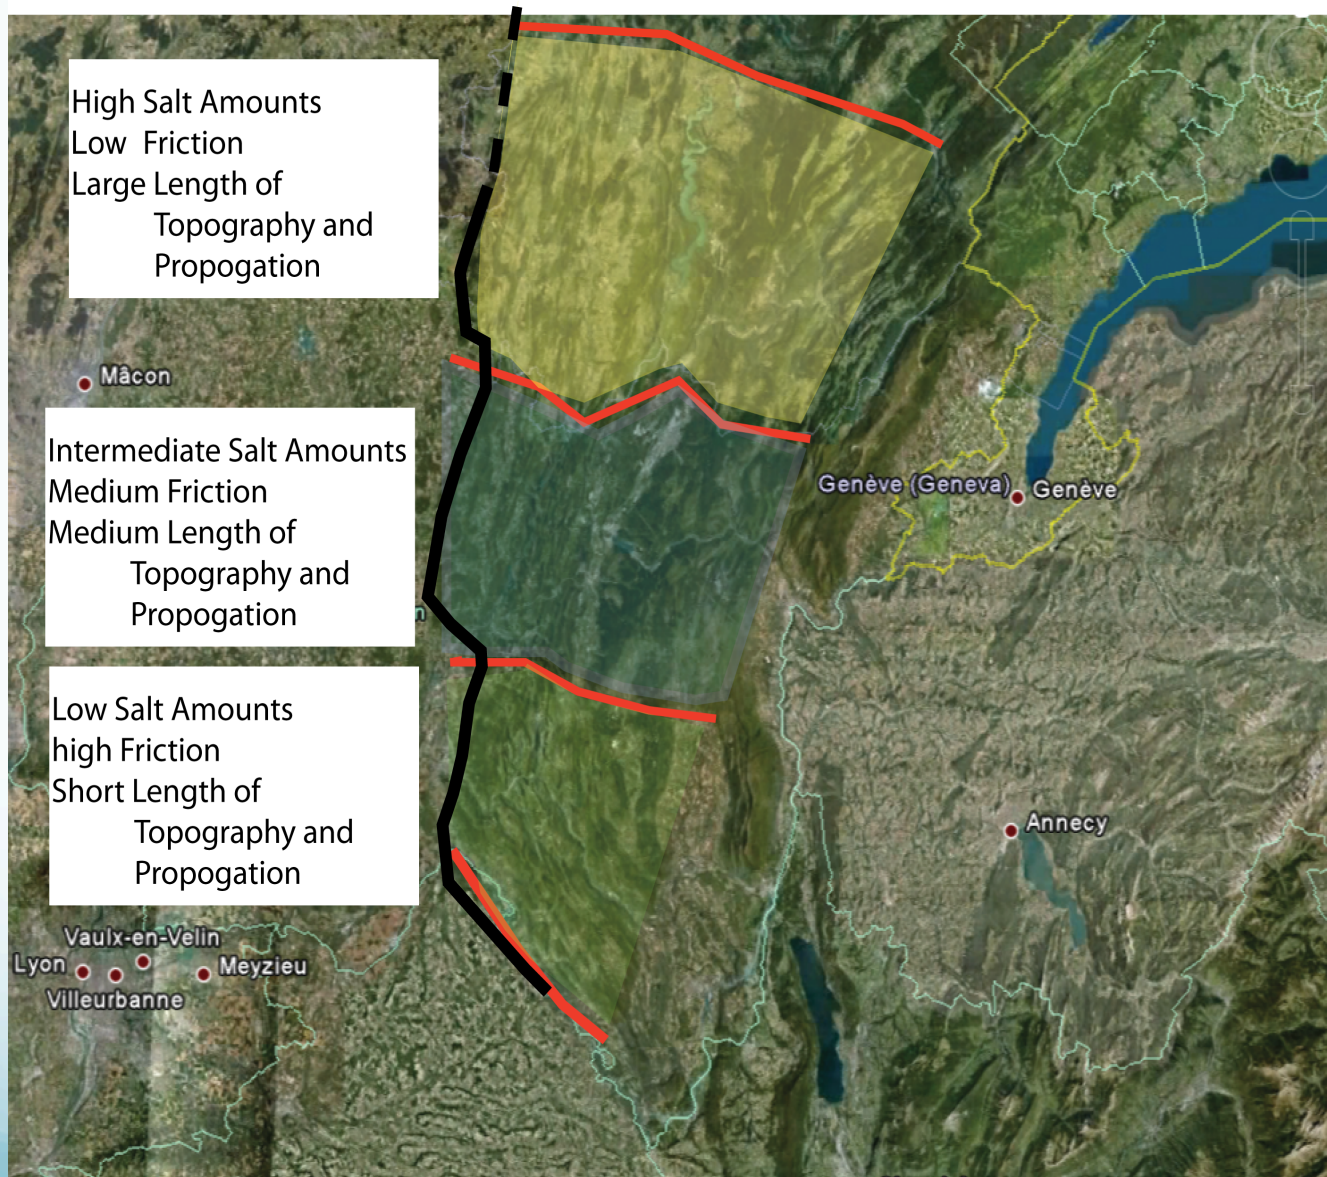 High Salt Amounts
Low Friction
Large Length of
Topography and
Propogation
Mâcon
Intermediate Salt Amounts
Medium Friction
Medium Length of
Topography and
Propogation
n
Genève (Geneva)
Genève
Low Salt Amounts
high Friction
Short Length of
Topography and
Propogation
Annecy
Vaulx-en-Velin
Lyon
Meyzieu
Villeurbanne